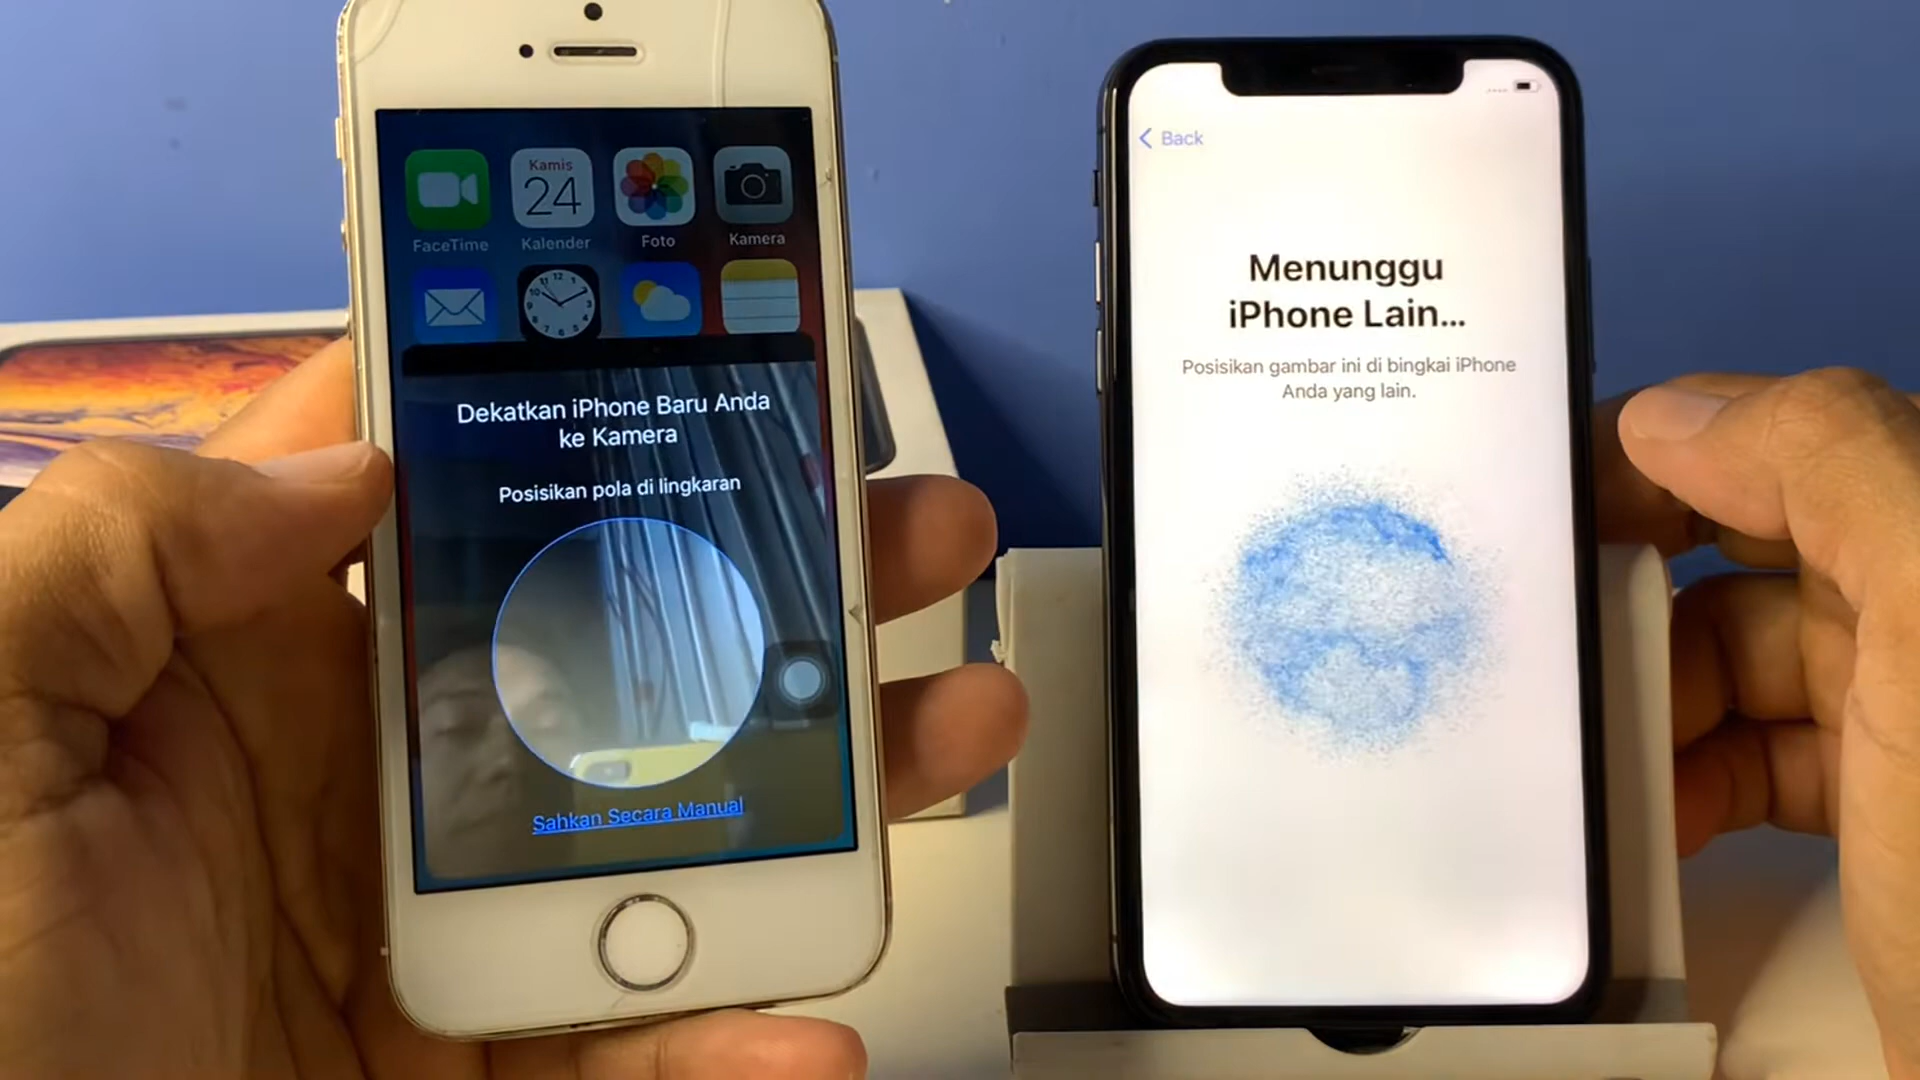 Kamis
24
FaceTime
Kalender
Foto
Kamera
Dekatkan iPhone Baru Anda
ke Kamera
Posisikan pola di lingkaran
Sahkan Secara Manual
Back
Menunggu
iPhone Lain...
Posisikan gambar ini di bingkai iPhone
Anda yang lain.